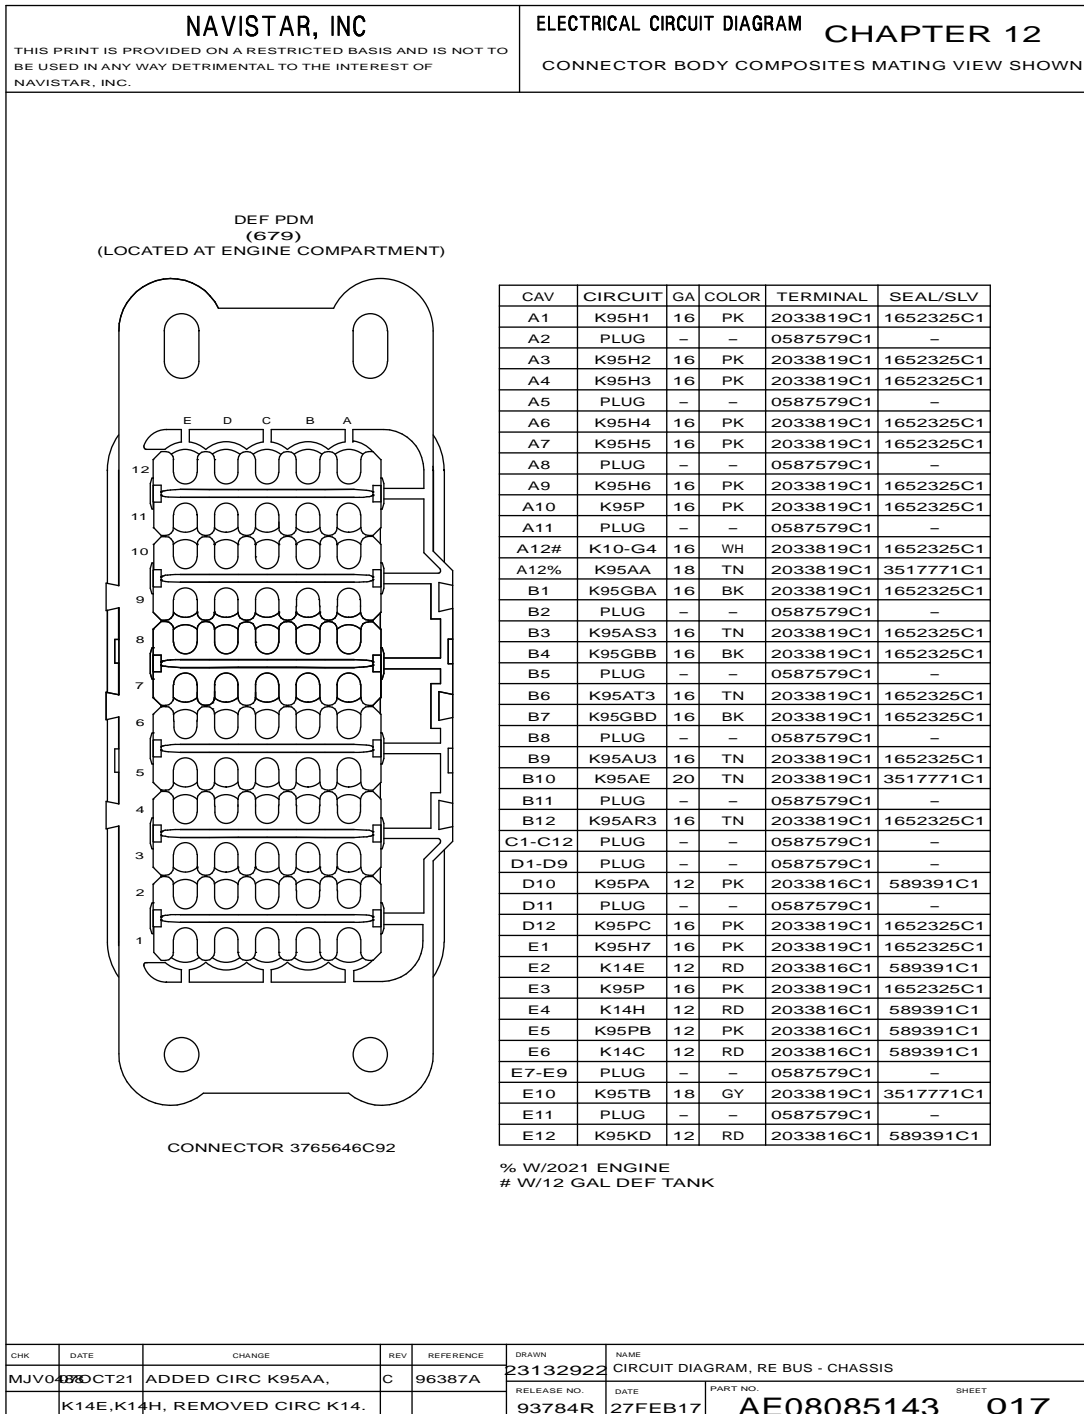 NAVISTAR, INC
THIS PRINT IS PROVIDED ON A RESTRICTED BASIS AND IS NOT TO
BE USED IN ANY WAY DETRIMENTAL TO THE INTEREST OF
NAVISTAR, INC.
ELECTRICAL CIRCUIT DIAGRAM CHAPTER 12
CONNECTOR BODY COMPOSITES MATING VIEW SHOWN
DEF PDM
(679)
(LOCATED AT ENGINE COMPARTMENT)
E D C B A
12
11
10
9
8
7
6
5
4
3
2
1
CONNECTOR 3765646C92
CAV CIRCUIT GA COLOR TERMINAL SEAL/SLV
A1 K95H1 16 PK 2033819C1 1652325C1
A2 PLUG – – 0587579C1 –
A3 K95H2 16 PK 2033819C1 1652325C1
A4 K95H3 16 PK 2033819C1 1652325C1
A5 PLUG – – 0587579C1 –
A6 K95H4 16 PK 2033819C1 1652325C1
A7 K95H5 16 PK 2033819C1 1652325C1
A8 PLUG – – 0587579C1 –
A9 K95H6 16 PK 2033819C1 1652325C1
A10 K95P 16 PK 2033819C1 1652325C1
A11 PLUG – – 0587579C1 –
A12# K10-G4 16 WH 2033819C1 1652325C1
A12% K95AA 18 TN 2033819C1 3517771C1
B1 K95GBA 16 BK 2033819C1 1652325C1
B2 PLUG – – 0587579C1 –
B3 K95AS3 16 TN 2033819C1 1652325C1
B4 K95GBB 16 BK 2033819C1 1652325C1
B5 PLUG – – 0587579C1 –
B6 K95AT3 16 TN 2033819C1 1652325C1
B7 K95GBD 16 BK 2033819C1 1652325C1
B8 PLUG – – 0587579C1 –
B9 K95AU3 16 TN 2033819C1 1652325C1
B10 K95AE 20 TN 2033819C1 3517771C1
B11 PLUG – – 0587579C1 –
B12 K95AR3 16 TN 2033819C1 1652325C1
C1-C12 PLUG – – 0587579C1 –
D1-D9 PLUG – – 0587579C1 –
D10 K95PA 12 PK 2033816C1 589391C1
D11 PLUG – – 0587579C1 –
D12 K95PC 16 PK 2033819C1 1652325C1
E1 K95H7 16 PK 2033819C1 1652325C1
E2 K14E 12 RD 2033816C1 589391C1
E3 K95P 16 PK 2033819C1 1652325C1
E4 K14H 12 RD 2033816C1 589391C1
E5 K95PB 12 PK 2033816C1 589391C1
E6 K14C 12 RD 2033816C1 589391C1
E7-E9 PLUG – – 0587579C1 –
E10 K95TB 18 GY 2033819C1 3517771C1
E11 PLUG – – 0587579C1 –
E12 K95KD 12 RD 2033816C1 589391C1
% W/2021 ENGINE
# W/12 GAL DEF TANK
CHK DATE CHANGE REV REFERENCE
ADDED CIRC K95AA, C 96387A
K14E,K14H, REMOVED CIRC K14.
DRAWN 23132922
NAME CIRCUIT DIAGRAM, RE BUS - CHASSIS
RELEASE NO. 93784R
DATE 27FEB17
PART NO. AE08085143
SHEET 017